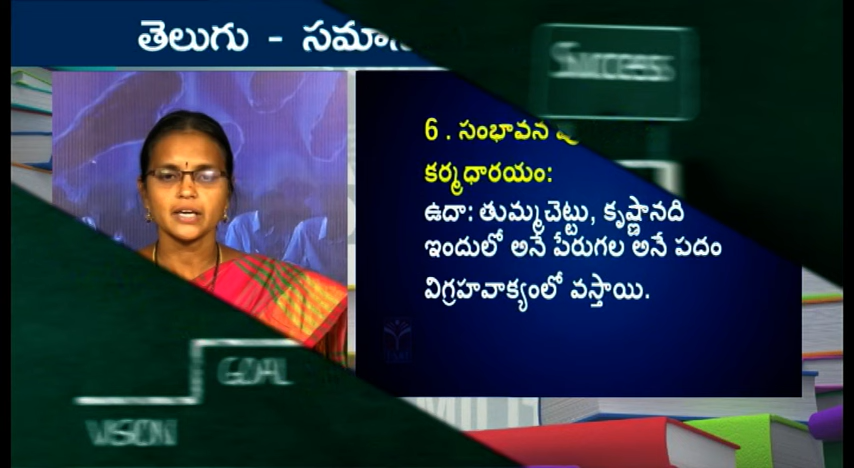 తెలుగు - సమాస
Success
6 . సంభావన పూ
కర్మధారయం:
ఉదా: తుమ్మచెట్టు, కృష్ణానది
ఇందులో అనే పేరుగల అనే పదం
విగ్రహవాక్యంలో వస్తాయి.
GOAL
VISION